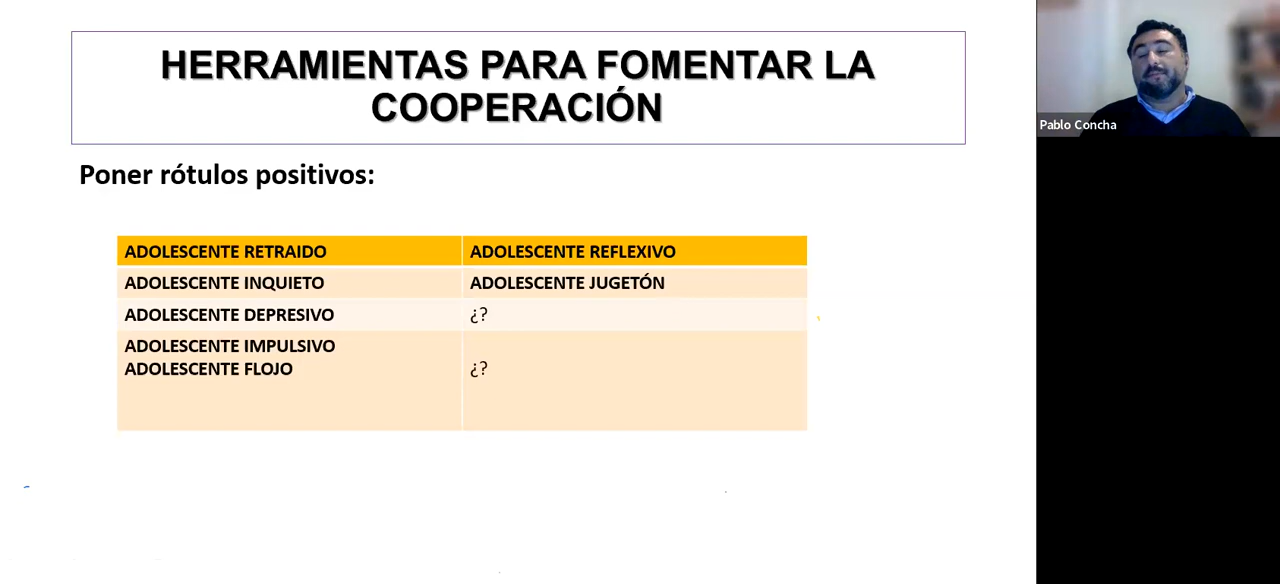 HERRAMIENTAS PARA FOMENTAR LA
COOPERACIÓN
Pablo Concha
Poner rótulos positivos:
ADOLESCENTE RETRAIDO
ADOLESCENTE REFLEXIVO
ADOLESCENTE INQUIETO
ADOLESCENTE JUGETÓN
ADOLESCENTE DEPRESIVO
¿?
ADOLESCENTE IMPULSIVO
ADOLESCENTE FLOJO
¿?